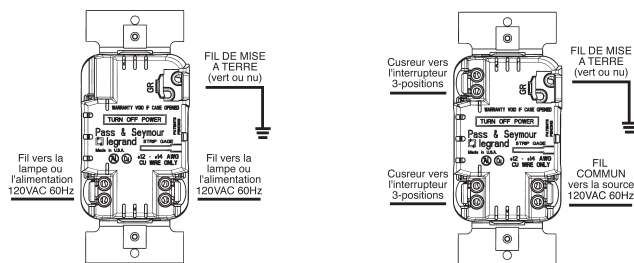 FIL DE MISE
A TERRE
(vert ou nu)
GR
WARRANTY VOID IF CASE OPENED
TURN OFF POWER
Pass & Seymour
legrand
STRIP GAGE
Made in U.S.A.
#12 - #14 AWG
CU WIRE ONLY
Fil vers la
lampe ou
l'alimentation
120VAC 60Hz
Fil vers la
lampe ou
l'alimentation
120VAC 60Hz
Cusreur vers
l'interrupteur
3-positions
FIL DE MISE
A TERRE
(vert ou nu)
GR
WARRANTY VOID IF CASE OPENED
TURN OFF POWER
Pass & Seymour
legrand
STRIP GAGE
Made in U.S.A.
#12 - #14 AWG
CU WIRE ONLY
Cusreur vers
l'interrupteur
3-positions
FIL
COMMUN
vers la source
120VAC 60Hz